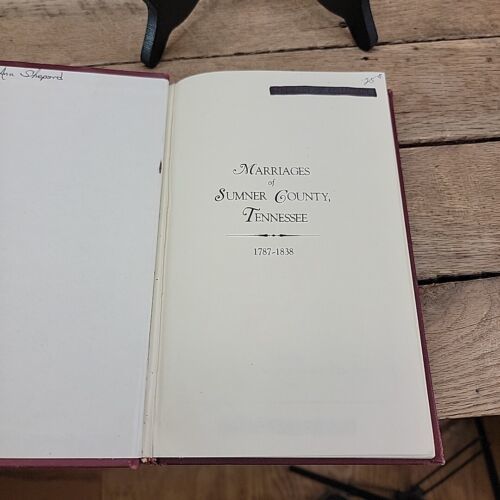 Ann Shepard
25
MARRIAGES
of
SUMNER COUNTY,
TENNESSEE
1787-1838